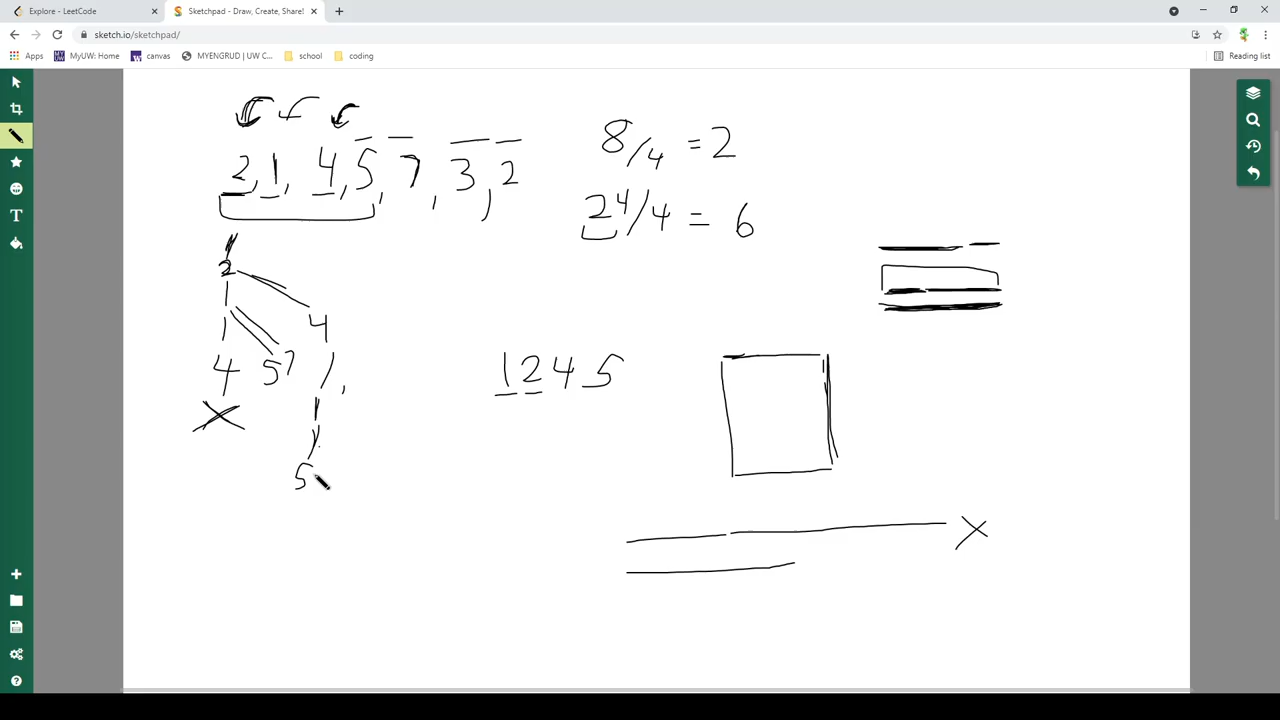 Explore - LeetCode
Sketchpad - Draw, Create, Share!
sketch.io/sketchpad/
Apps
MyUW: Home
canvas
MYENGRUD | UW C...
school
coding
Reading list
2, 1, 4, 5, 7, 3, 2
8/4 = 2
24/4 = 6
2
4
1
4 5 7
1 2 4 5
5
X